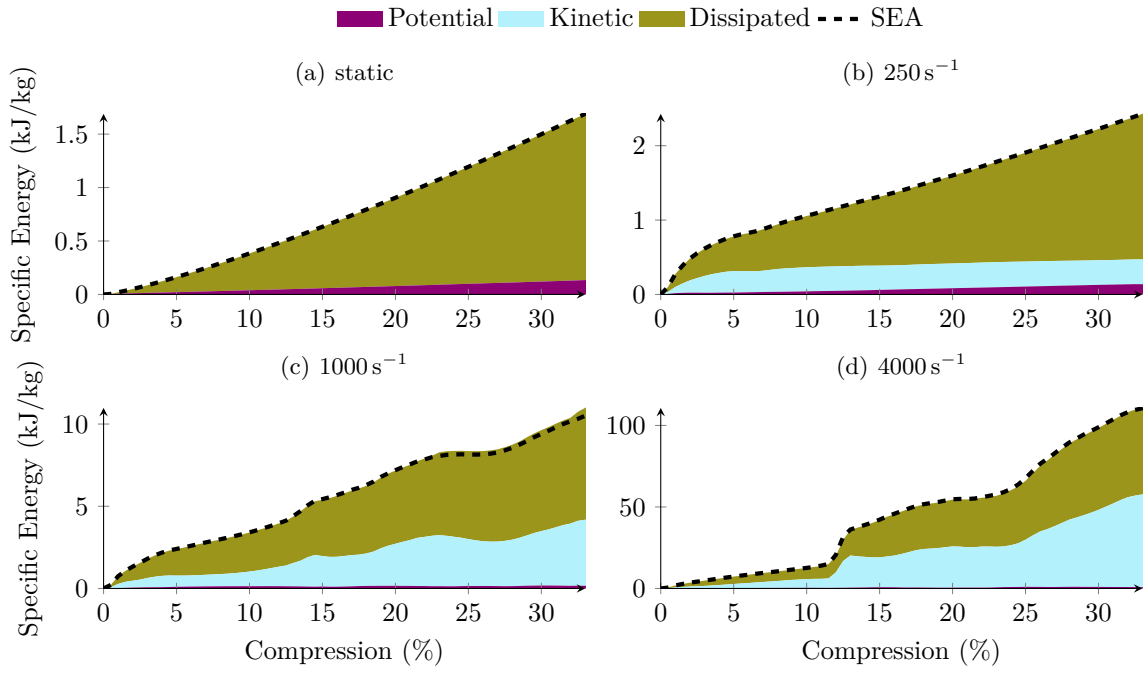 Potential Kinetic Dissipated SEA
(a) static
(b) 250 s⁻¹
Specific Energy (kJ/kg)
1.5
1
0.5
0
0 5 10 15 20 25 30
2
1
0
0 5 10 15 20 25 30
(c) 1000 s⁻¹
(d) 4000 s⁻¹
Specific Energy (kJ/kg)
10
5
0
0 5 10 15 20 25 30
Compression (%)
100
50
0
0 5 10 15 20 25 30
Compression (%)